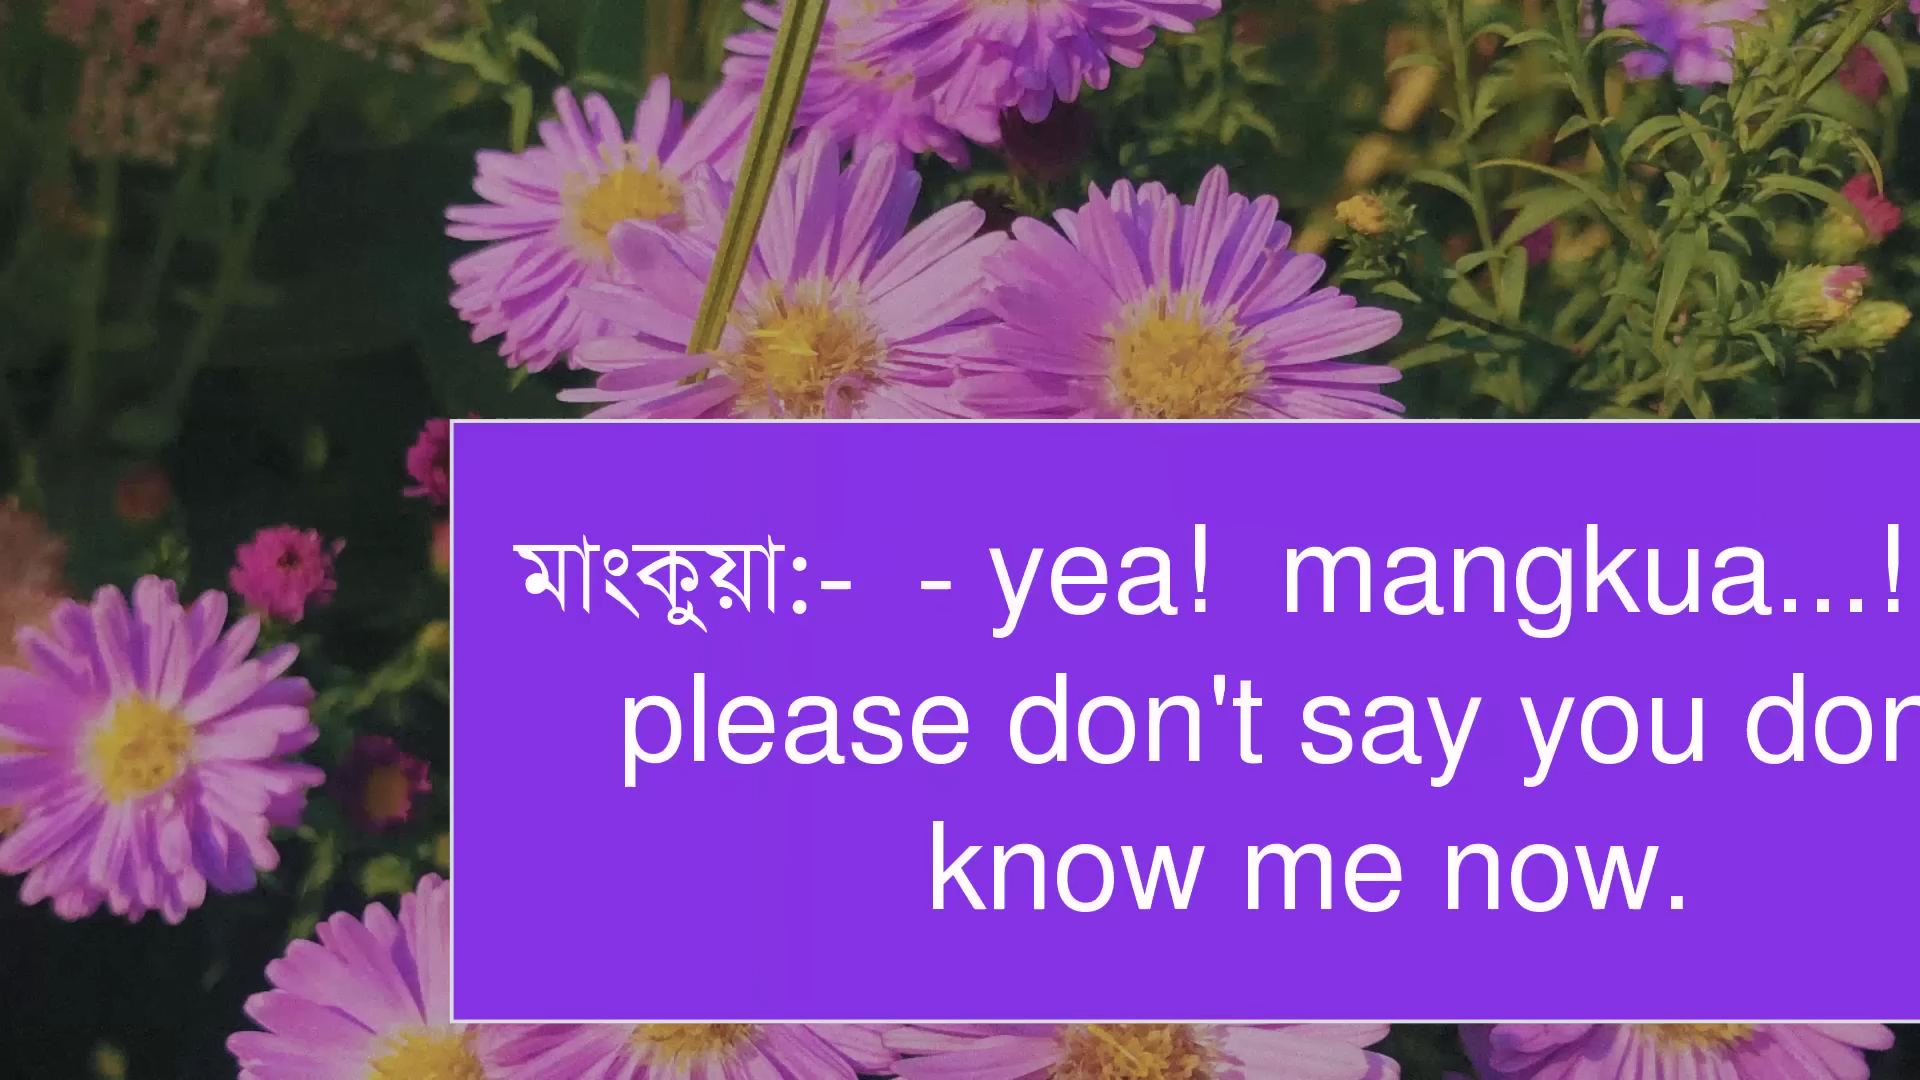 মাংকুয়া:-  - yea!  mangkua...!
please don't say you don
know me now.